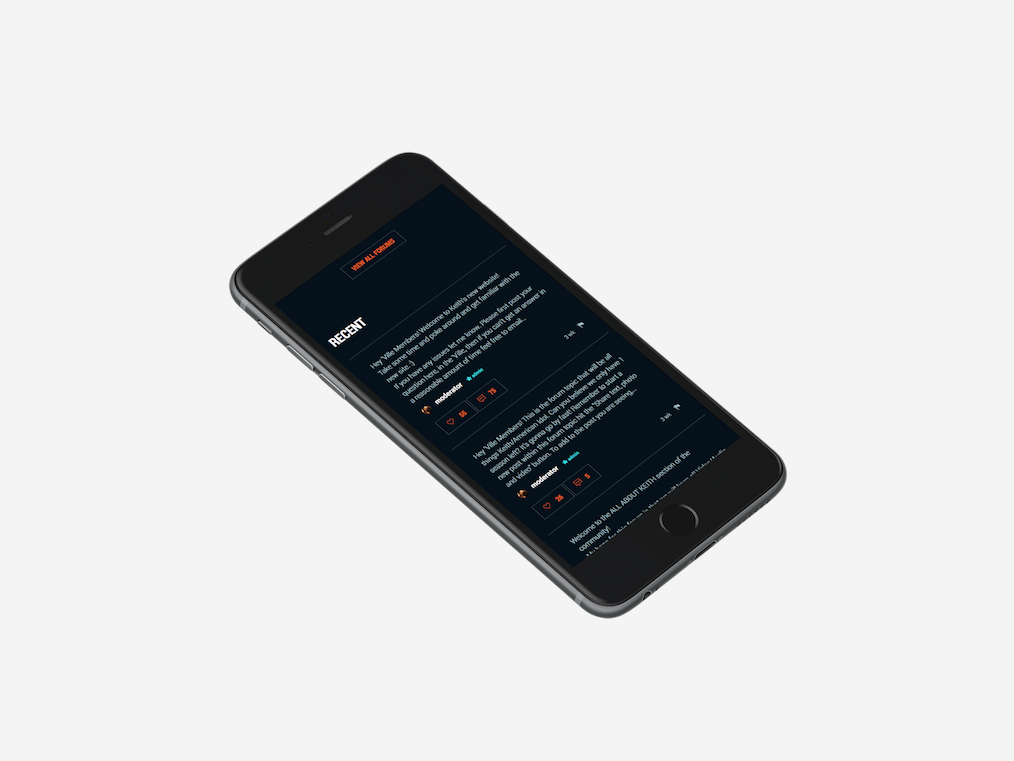 VIEW ALL FORUMS
RECENT
Hey 'Ville Members! Welcome to Keith's new website!
Take some time and poke around and get familiar with the
new site. :)
If you have any issues let me know. Please first post your
question here, in the 'Ville, then if you can't get an answer in
a reasonable amount of time feel free to email...
moderator admin
3 wk
55 75
Hey 'Ville Members! This is the forum topic that will be all
things Keith/American Idol. Can you believe we only have 1
season left? It's gonna go by fast! Remember to start a
new post within this forum topic hit the "Share text, photo
and video" button. To add to the post you are seeing,...
moderator admin
3 wk
26 5
Welcome to the ALL ABOUT KEITH section of the
community!